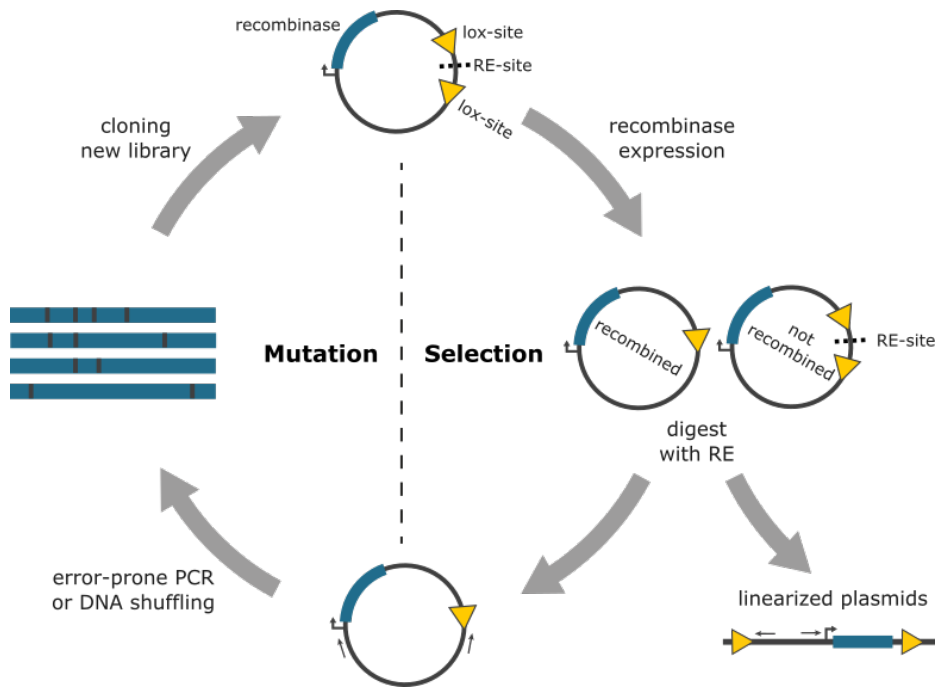 recombinase
lox-site
RE-site
lox-site
cloning
new library
recombinase
expression
Mutation
Selection
recombined
not
recombined
RE-site
digest
with RE
error-prone PCR
or DNA shuffling
linearized plasmids